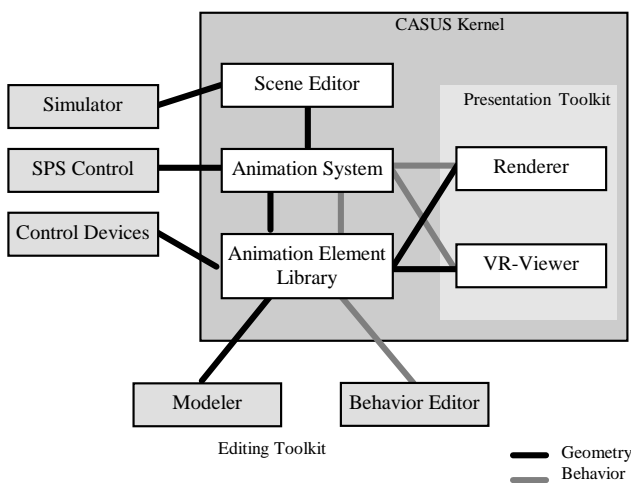 CASUS Kernel
Scene Editor
Simulator
Presentation Toolkit
SPS Control
Animation System
Renderer
Control Devices
Animation Element
Library
VR-Viewer
Modeler
Behavior Editor
Editing Toolkit
Geometry
Behavior